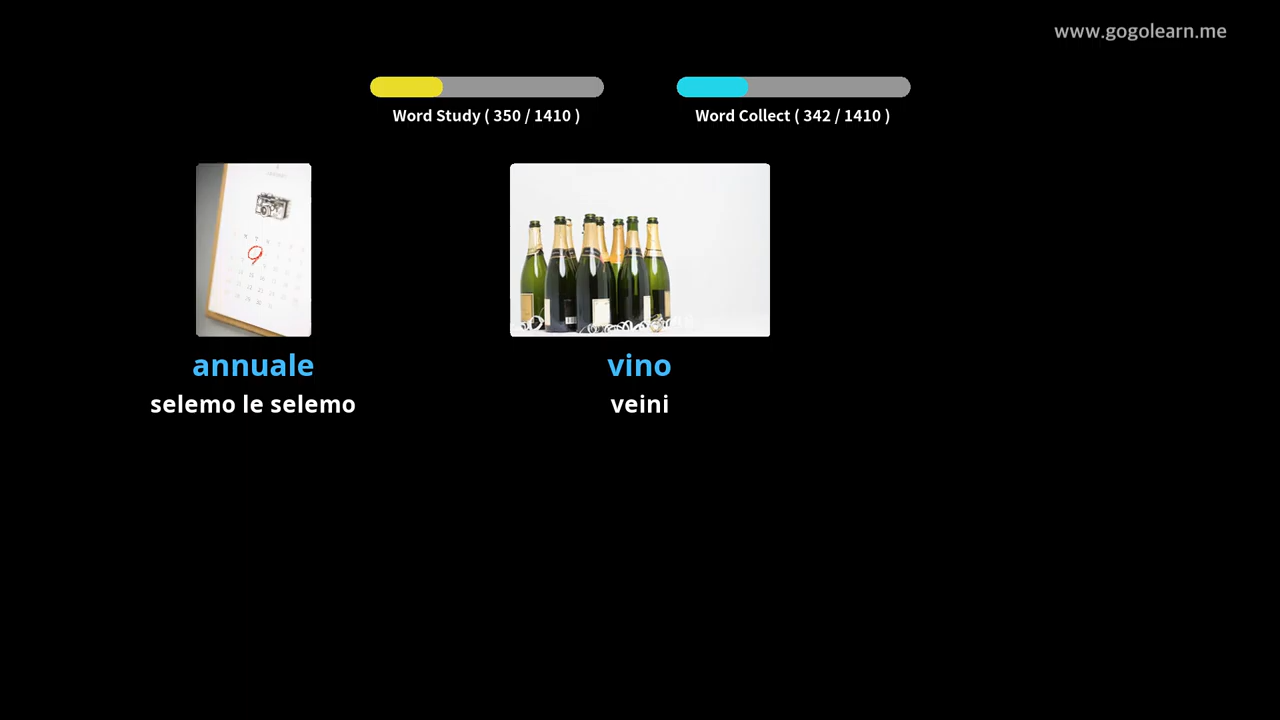 www.gogolearn.me
Word Study ( 350 / 1410 )
Word Collect ( 342 / 1410 )
annuale
selemo le selemo
vino
veini